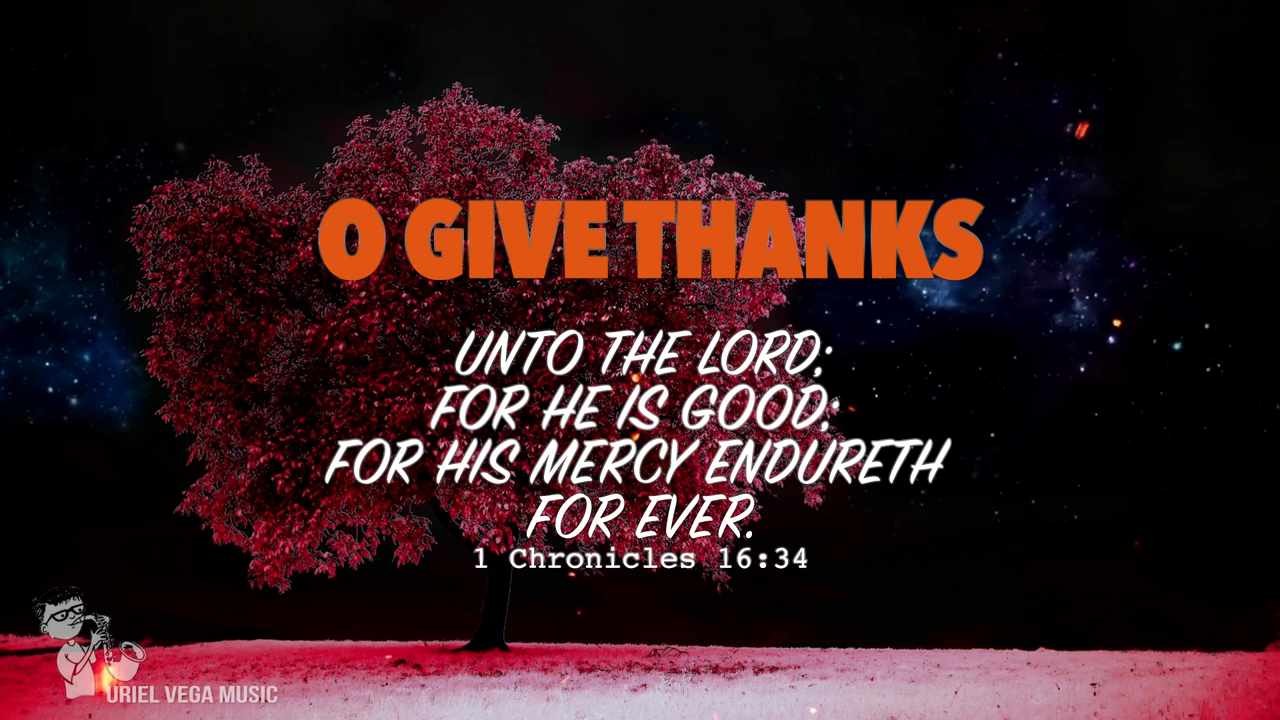 O GIVE THANKS
UNTO THE LORD;
FOR HE IS GOOD;
FOR HIS MERCY ENDURETH
FOR EVER.
1 Chronicles 16:34
URIEL VEGA MUSIC